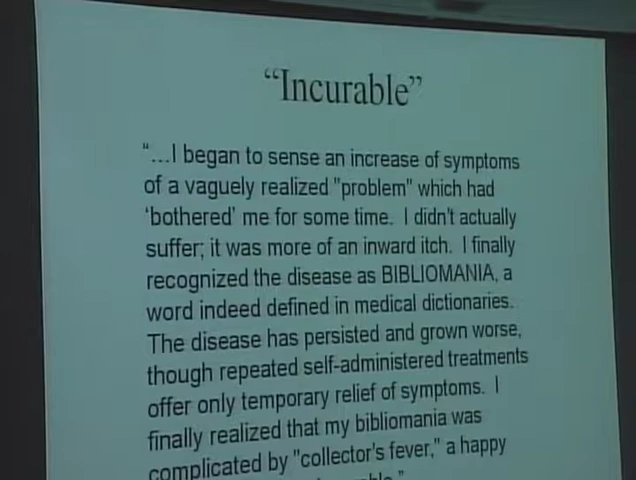 “Incurable”
“...I began to sense an increase of symptoms
of a vaguely realized "problem" which had
‘bothered’ me for some time. I didn't actually
suffer; it was more of an inward itch. I finally
recognized the disease as BIBLIOMANIA, a
word indeed defined in medical dictionaries.
The disease has persisted and grown worse,
though repeated self-administered treatments
offer only temporary relief of symptoms. I
finally realized that my bibliomania was
complicated by "collector's fever," a happy